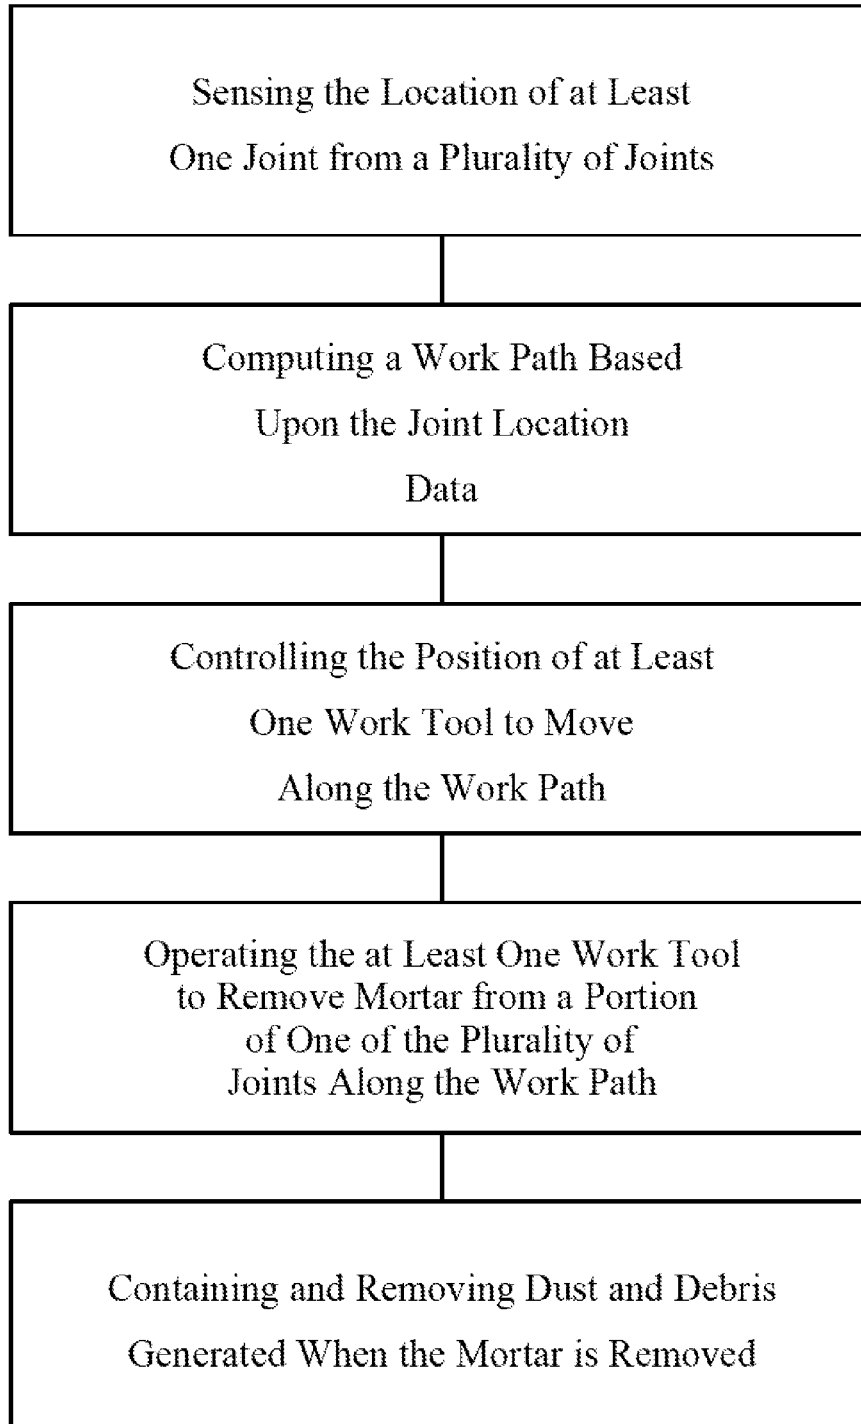 Sensing the Location of at Least
One Joint from a Plurality of Joints
Computing a Work Path Based
Upon the Joint Location
Data
Controlling the Position of at Least
One Work Tool to Move
Along the Work Path
Operating the at Least One Work Tool
to Remove Mortar from a Portion
of One of the Plurality of
Joints Along the Work Path
Containing and Removing Dust and Debris
Generated When the Mortar is Removed